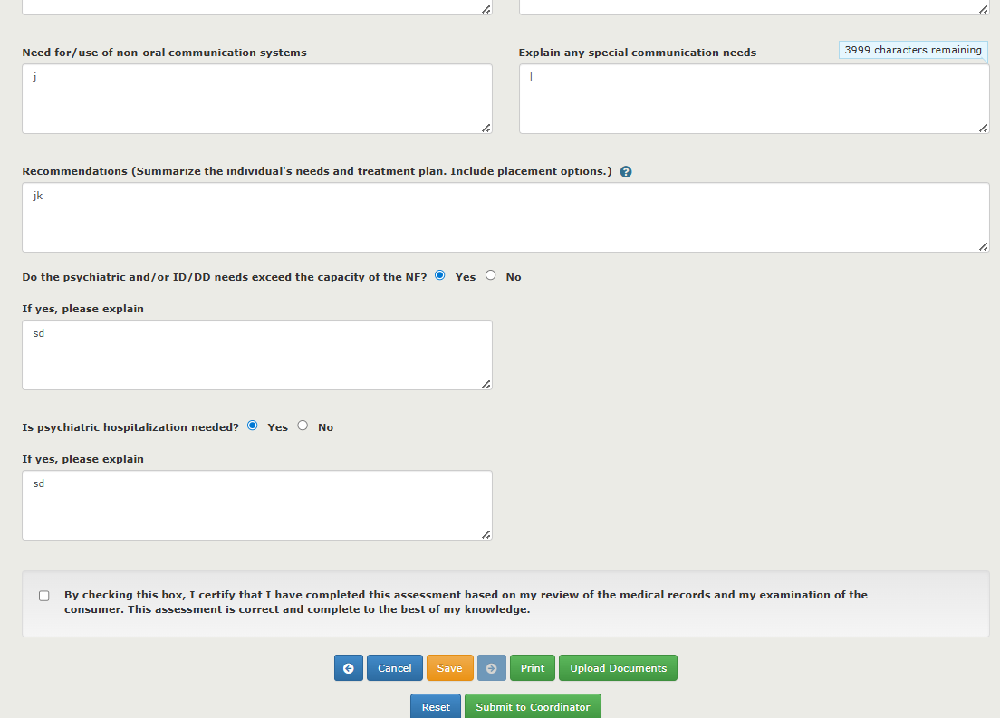 Need for/use of non-oral communication systems
Explain any special communication needs
3999 characters remaining
j
l
Recommendations (Summarize the individual's needs and treatment plan. Include placement options.) ?
jk
Do the psychiatric and/or ID/DD needs exceed the capacity of the NF? Yes No
If yes, please explain
sd
Is psychiatric hospitalization needed? Yes No
If yes, please explain
sd
By checking this box, I certify that I have completed this assessment based on my review of the medical records and my examination of the
consumer. This assessment is correct and complete to the best of my knowledge.
Cancel Save Print Upload Documents
Reset Submit to Coordinator